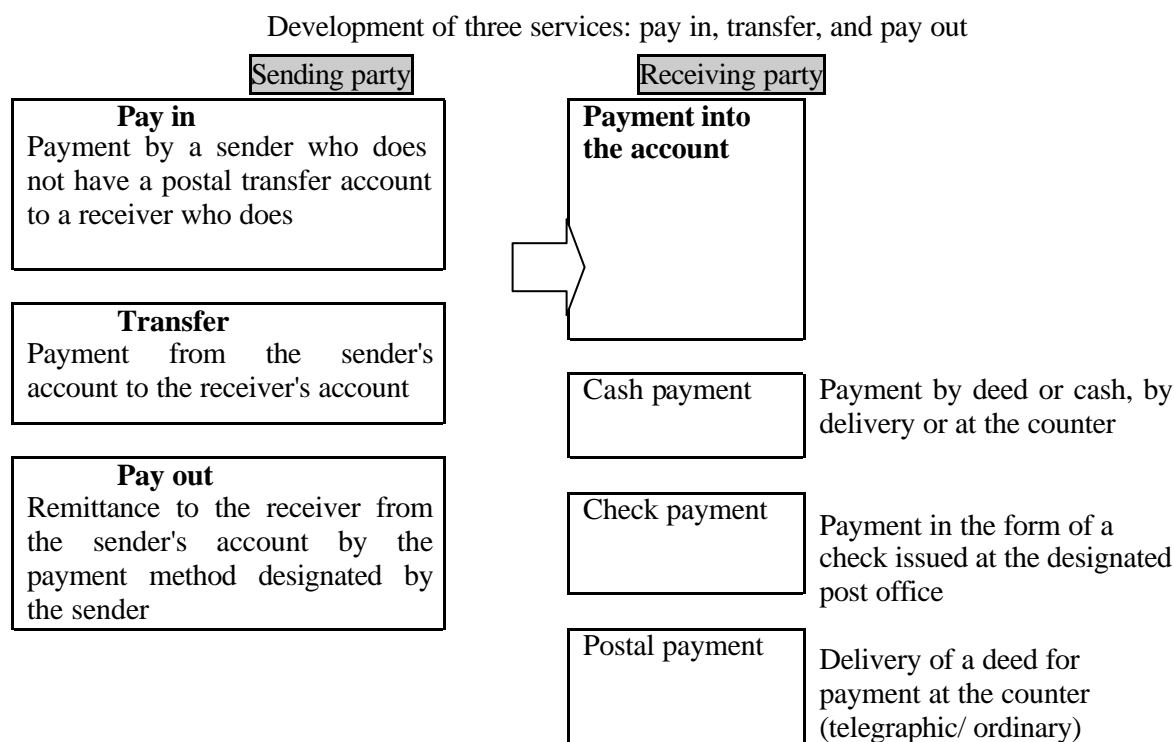 Development of three services: pay in, transfer, and pay out
Sending party
Receiving party
Pay in
Payment by a sender who does
not have a postal transfer account
to a receiver who does
Transfer
Payment from the sender's
account to the receiver's account
Pay out
Remittance to the receiver from
the sender's account by the
payment method designated by
the sender
Payment into
the account
Cash payment
Payment by deed or cash, by
delivery or at the counter
Check payment
Payment in the form of a
check issued at the designated
post office
Postal payment
Delivery of a deed for
payment at the counter
(telegraphic/ ordinary)